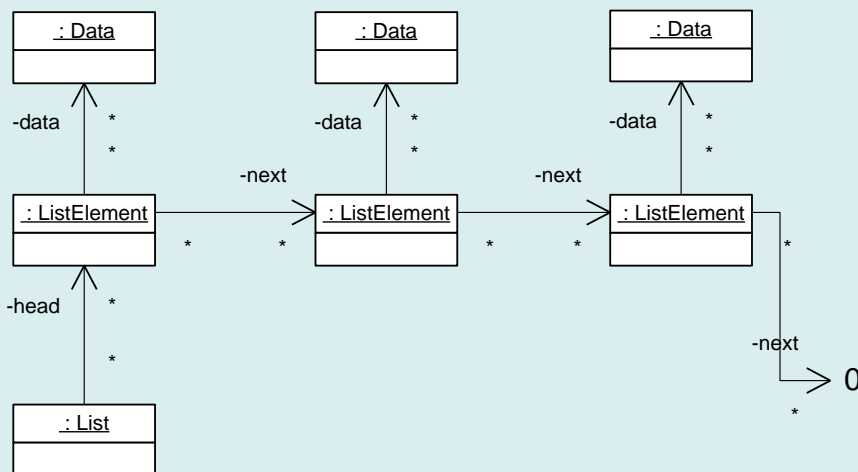 : Data
: Data
: Data
-data
*
-data
*
-data
*
*
*
*
-next
-next
: ListElement
: ListElement
: ListElement
*
*
*
*
*
-head
*
-next
*
0
*
: List